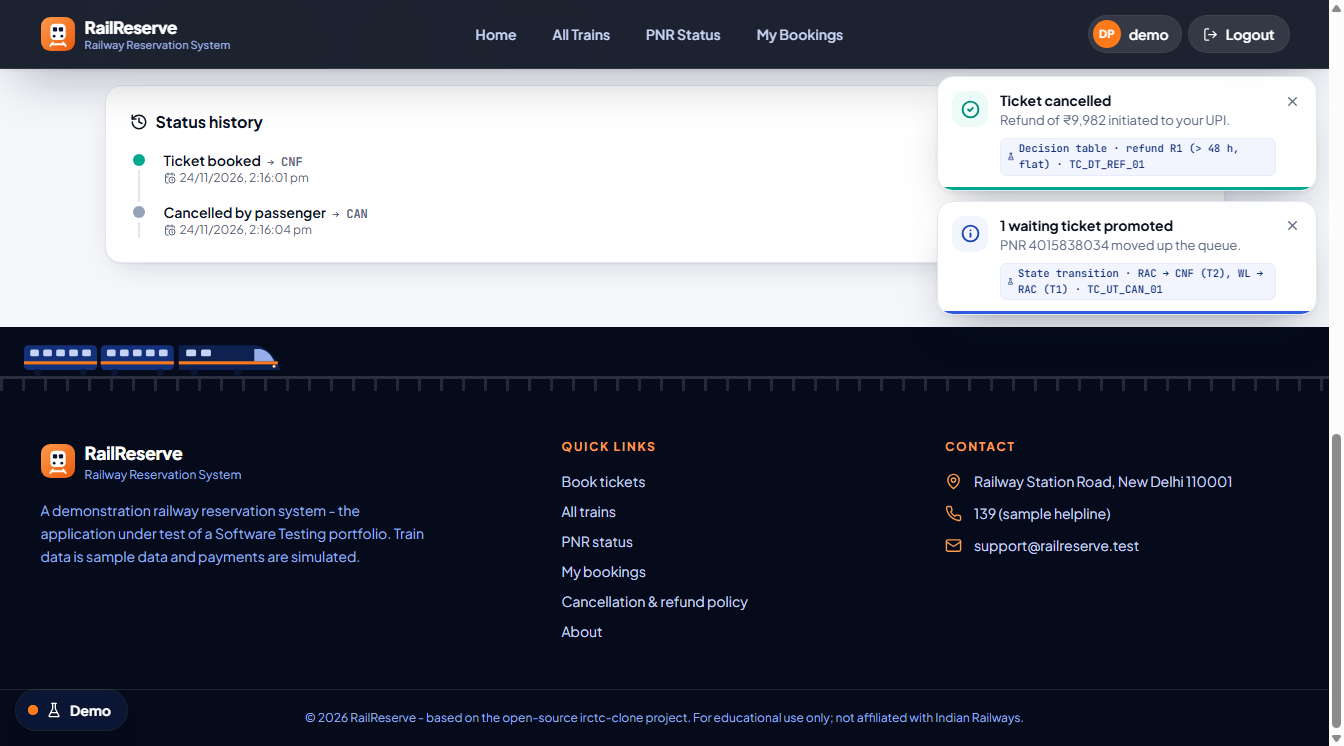 RailReserve
Railway Reservation System
Home
All Trains
PNR Status
My Bookings
DP
demo
Logout
Status history
Ticket booked → CNF
24/11/2026, 2:16:01 pm
Cancelled by passenger → CAN
24/11/2026, 2:16:04 pm
Ticket cancelled
Refund of ₹9,982 initiated to your UPI.
Decision table · refund R1 (> 48 h,
flat) · TC_DT_REF_01
1 waiting ticket promoted
PNR 4015838034 moved up the queue.
State transition · RAC → CNF (T2), WL →
RAC (T1) · TC_UT_CAN_01
RailReserve
Railway Reservation System
A demonstration railway reservation system - the
application under test of a Software Testing portfolio. Train
data is sample data and payments are simulated.
QUICK LINKS
Book tickets
All trains
PNR status
My bookings
Cancellation & refund policy
About
CONTACT
Railway Station Road, New Delhi 110001
139 (sample helpline)
support@railreserve.test
Demo
© 2026 RailReserve - based on the open-source irctc-clone project. For educational use only; not affiliated with Indian Railways.